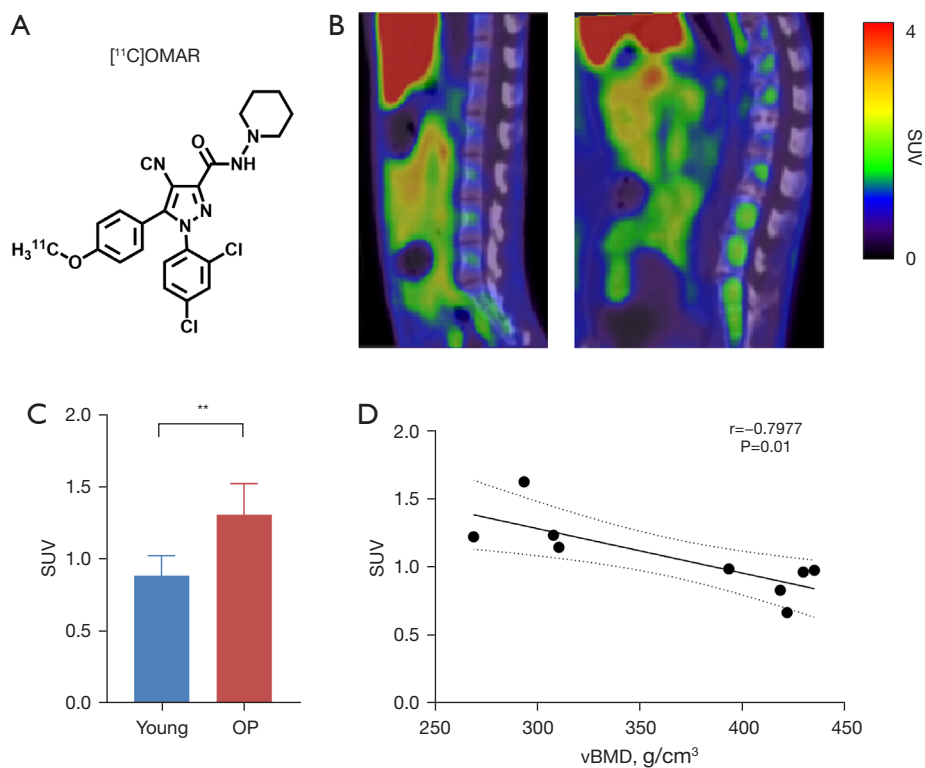 A
[¹¹C]OMAR
N
O
CN
NH
N
N
H₃¹¹C
O
Cl
Cl
B
4
SUV
0
C
2.0
**
1.5
SUV
1.0
0.5
0.0
Young
OP
D
2.0
r=−0.7977
P=0.01
1.5
SUV
1.0
0.5
0.0
250
300
350
400
450
vBMD, g/cm³